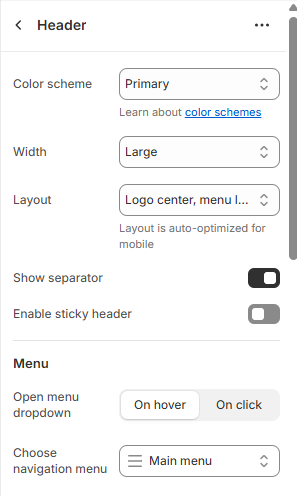 Header
Color scheme
Primary
Learn about color schemes
Width
Large
Layout
Logo center, menu l...
Layout is auto-optimized for
mobile
Show separator
Enable sticky header
Menu
Open menu
dropdown
On hover
On click
Choose
navigation menu
Main menu